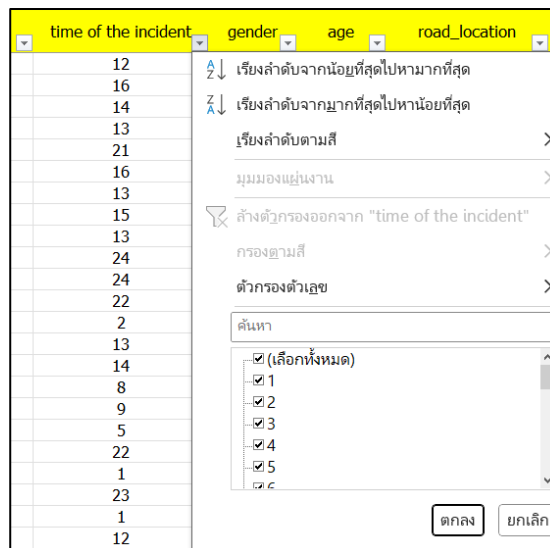 time of the incident gender age road_location
12
16
14
13
21
16
13
15
13
24
24
22
2
13
14
8
9
5
22
1
23
1
12
เรียงลำดับจากน้อยที่สุดไปหามากที่สุด
เรียงลำดับจากมากที่สุดไปหาน้อยที่สุด
เรียงลำดับตามสี
มุมมองแผ่นงาน
ล้างตัวกรองออกจาก "time of the incident"
กรองตามสี
ตัวกรองตัวเลข
ค้นหา
(เลือกทั้งหมด)
1
2
3
4
5
6
ตกลง ยกเลิก